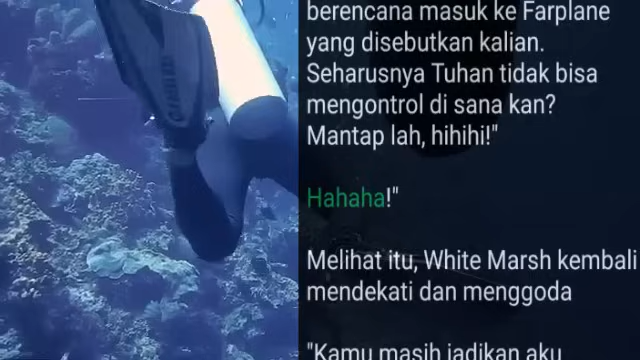 berencana masuk ke Farplane
yang disebutkan kalian.
Seharusnya Tuhan tidak bisa
mengontrol di sana kan?
Mantap lah, hihihi!"
Hahaha!"
Melihat itu, White Marsh kembali
mendekati dan menggoda
"Kamu masih jadikan aku